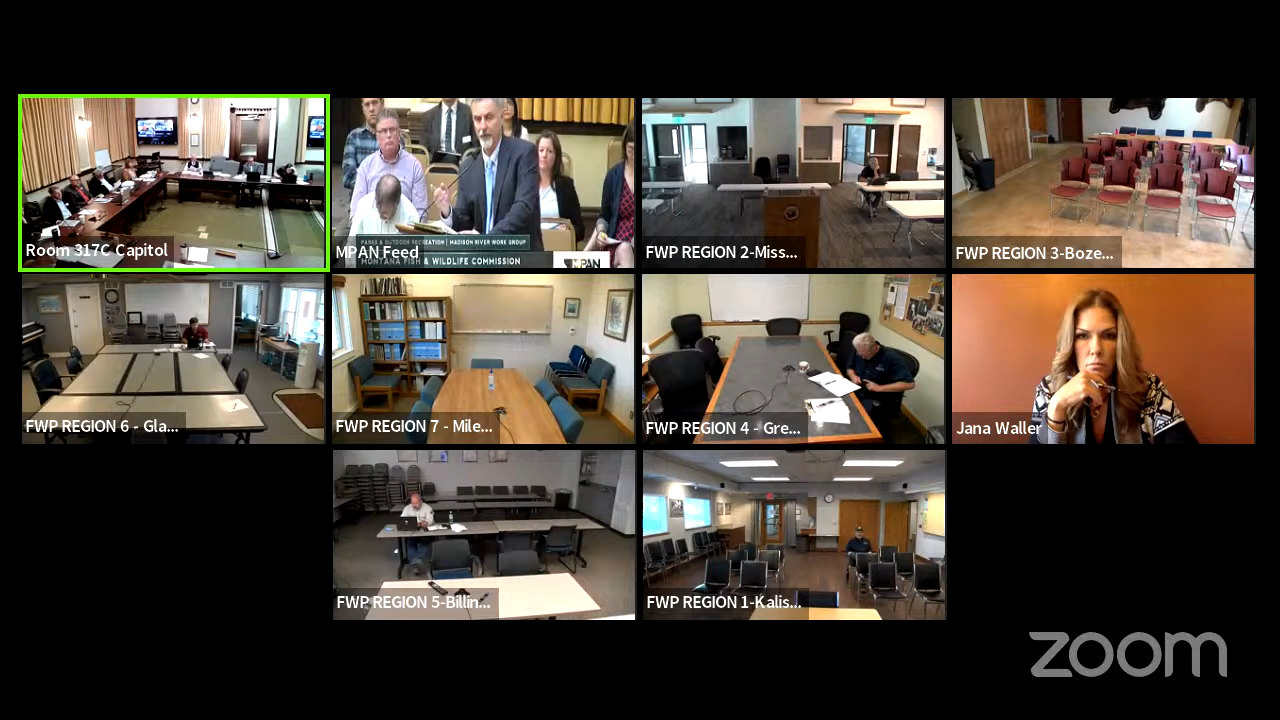 Room 317C Capitol
PARKS & OUTDOOR RECREATION | MADISON RIVER WORK GROUP
MPAN Feed
MONTANA FISH & WILDLIFE COMMISSION
MPAN
FWP REGION 2-Miss...
FWP REGION 3-Boze...
FWP REGION 6 - Gla...
FWP REGION 7 - Mile...
FWP REGION 4 - Gre...
Jana Waller
FWP REGION 5-Billin...
FWP REGION 1-Kalis...
zoom